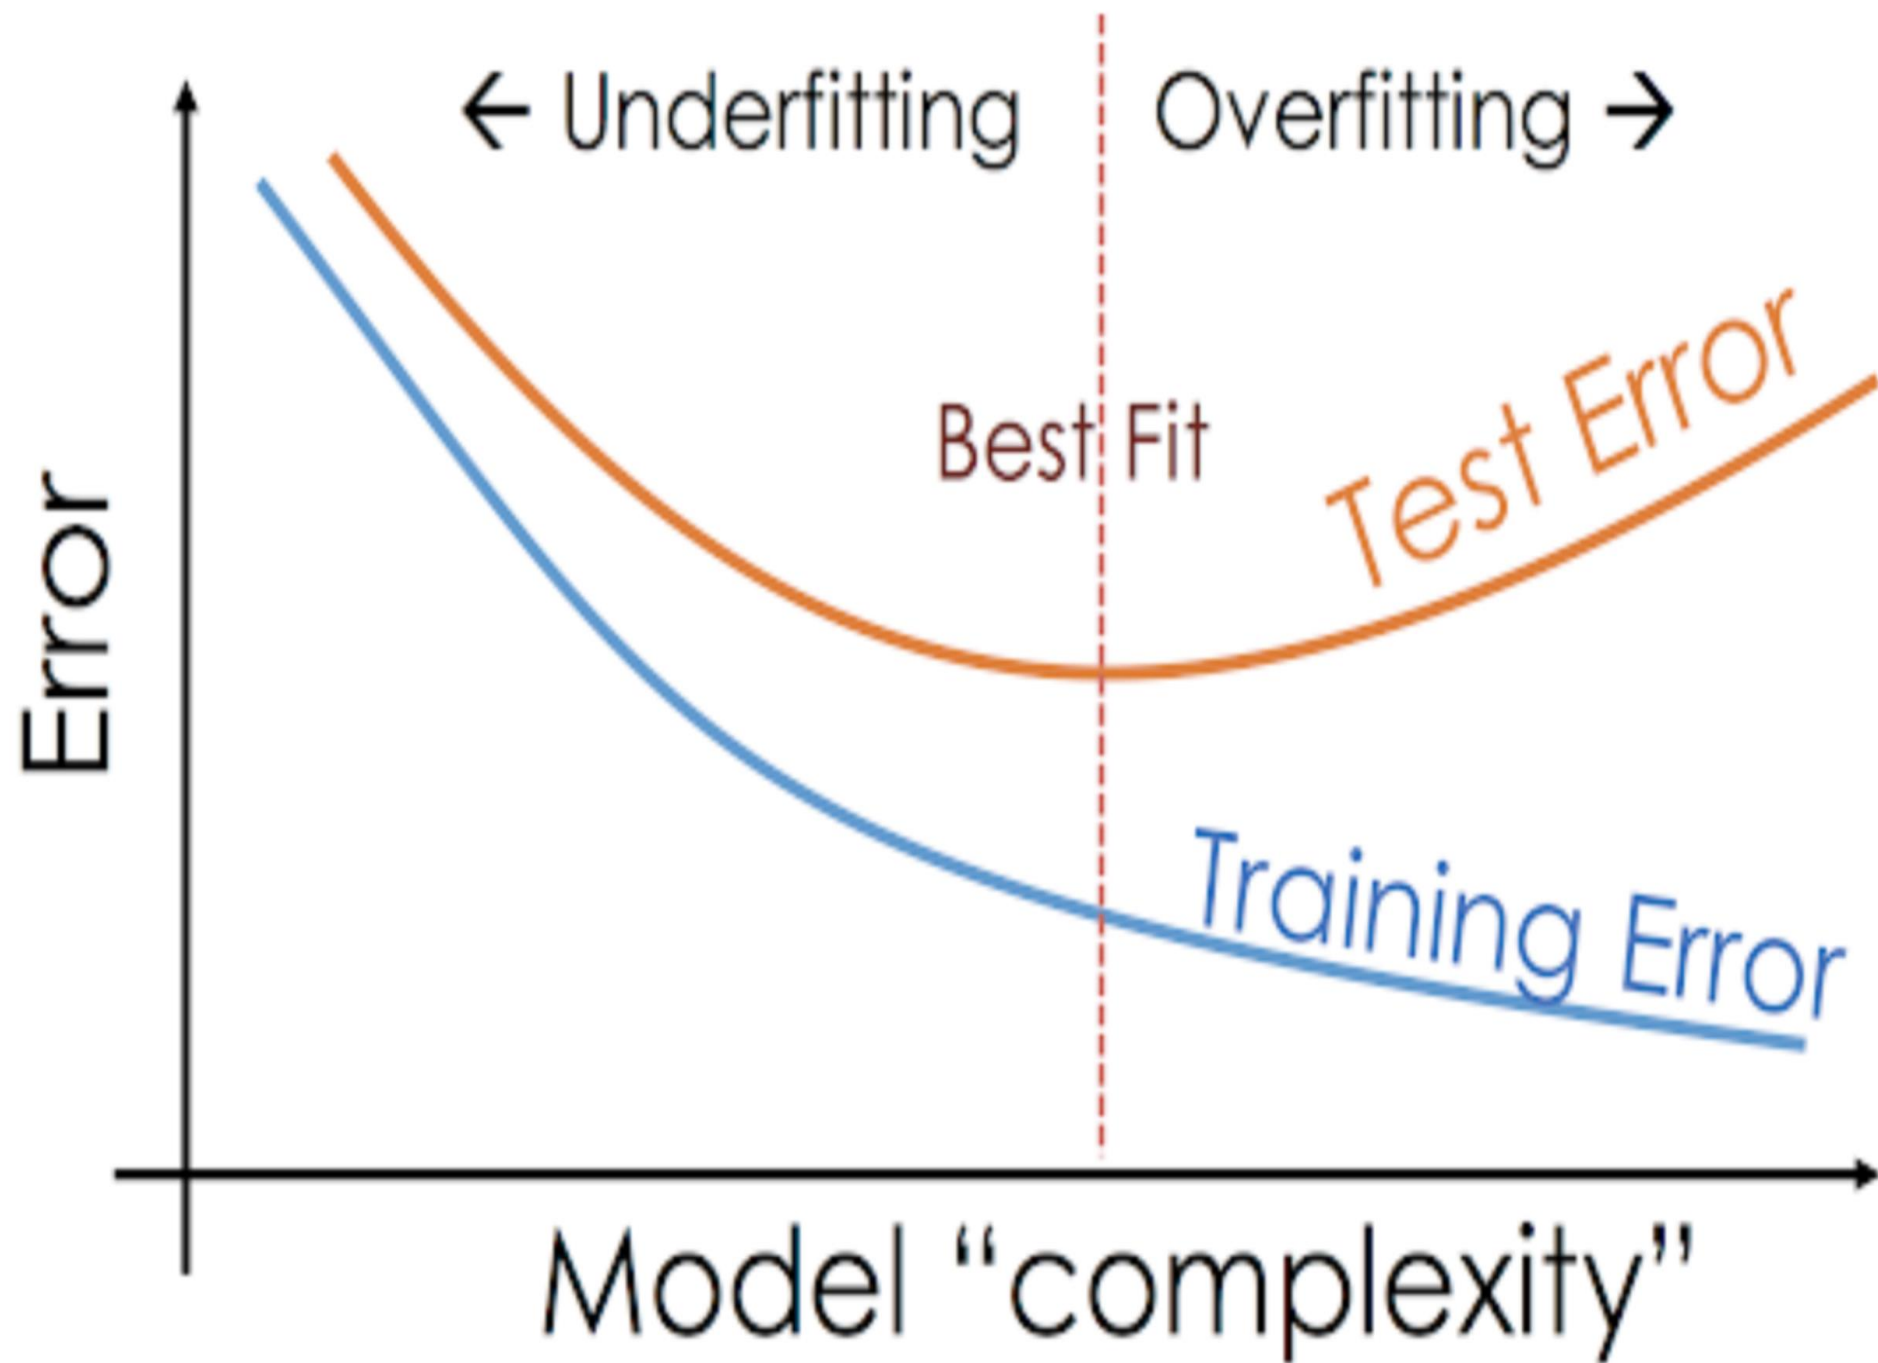 ← Underfitting
Overfitting →
Best Fit
Test Error
Error
Training Error
Model “complexity”